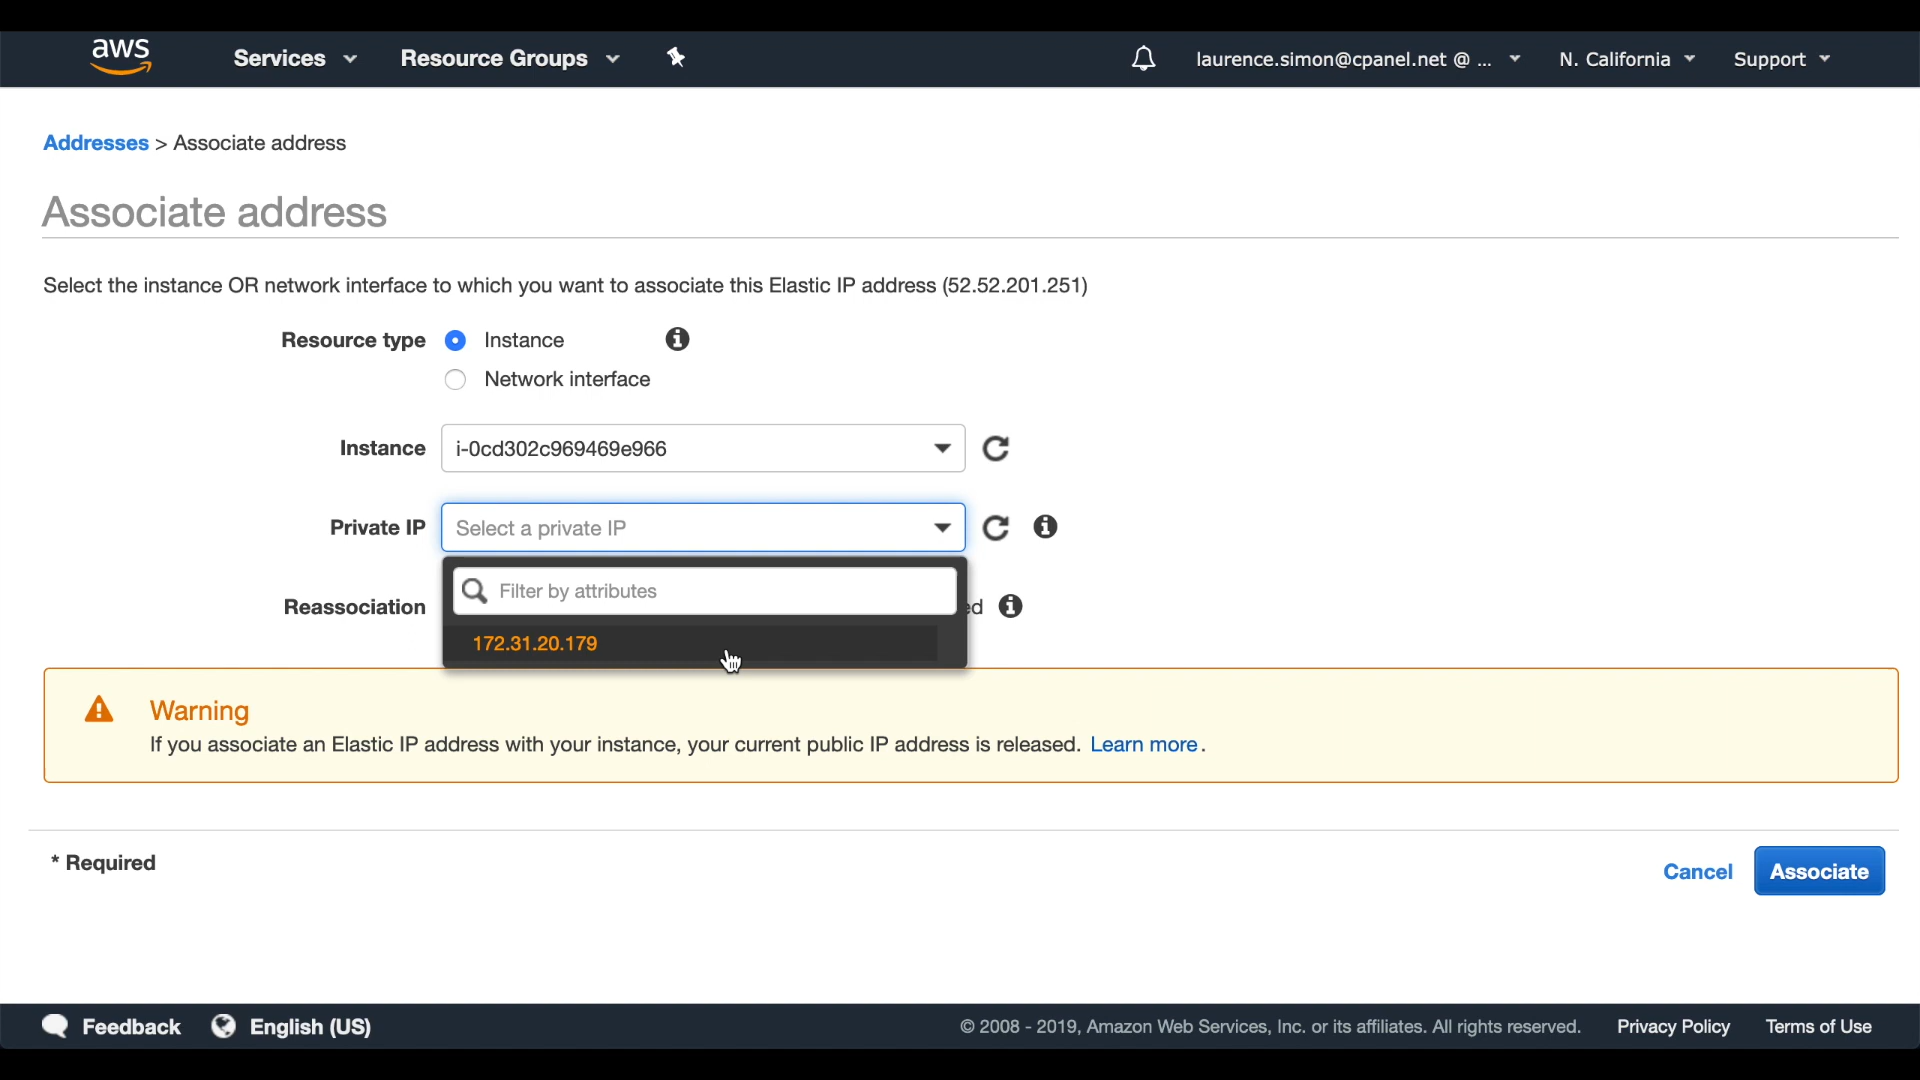 aws Services Resource Groups laurence.simon@cpanel.net @ ... N. California Support
Addresses > Associate address
Associate address
Select the instance OR network interface to which you want to associate this Elastic IP address (52.52.201.251)
Resource type Instance
Network interface
Instance i-0cd302c969469e966
Private IP Select a private IP
Filter by attributes
Reassociation ed
172.31.20.179
Warning
If you associate an Elastic IP address with your instance, your current public IP address is released. Learn more.
* Required
Cancel Associate
Feedback English (US) © 2008 - 2019, Amazon Web Services, Inc. or its affiliates. All rights reserved. Privacy Policy Terms of Use